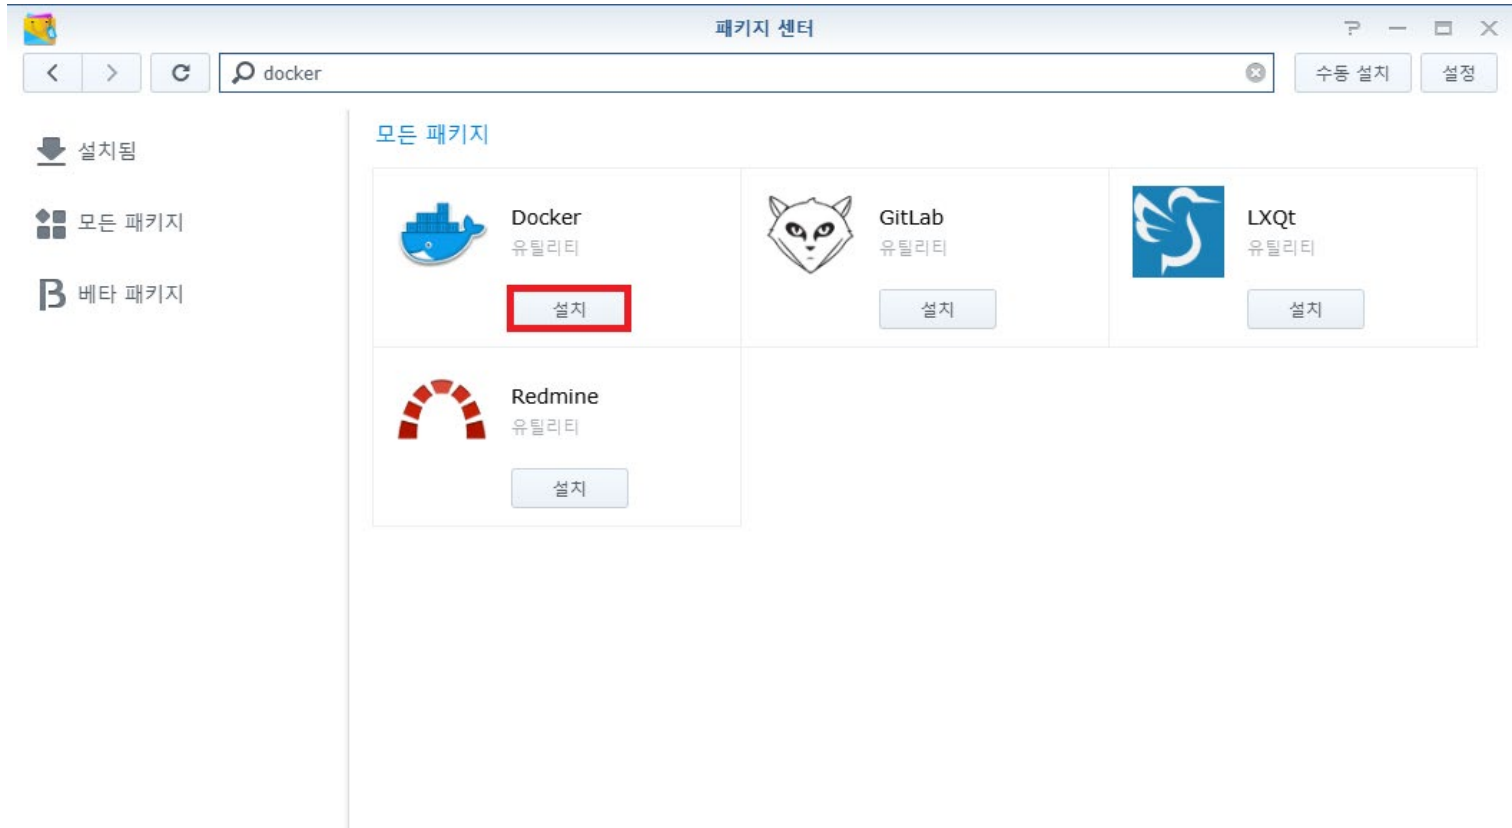 패키지 센터
docker
수동 설치
설정
설치됨
모든 패키지
베타 패키지
모든 패키지
Docker
유틸리티
설치
GitLab
유틸리티
설치
LXQt
유틸리티
설치
Redmine
유틸리티
설치